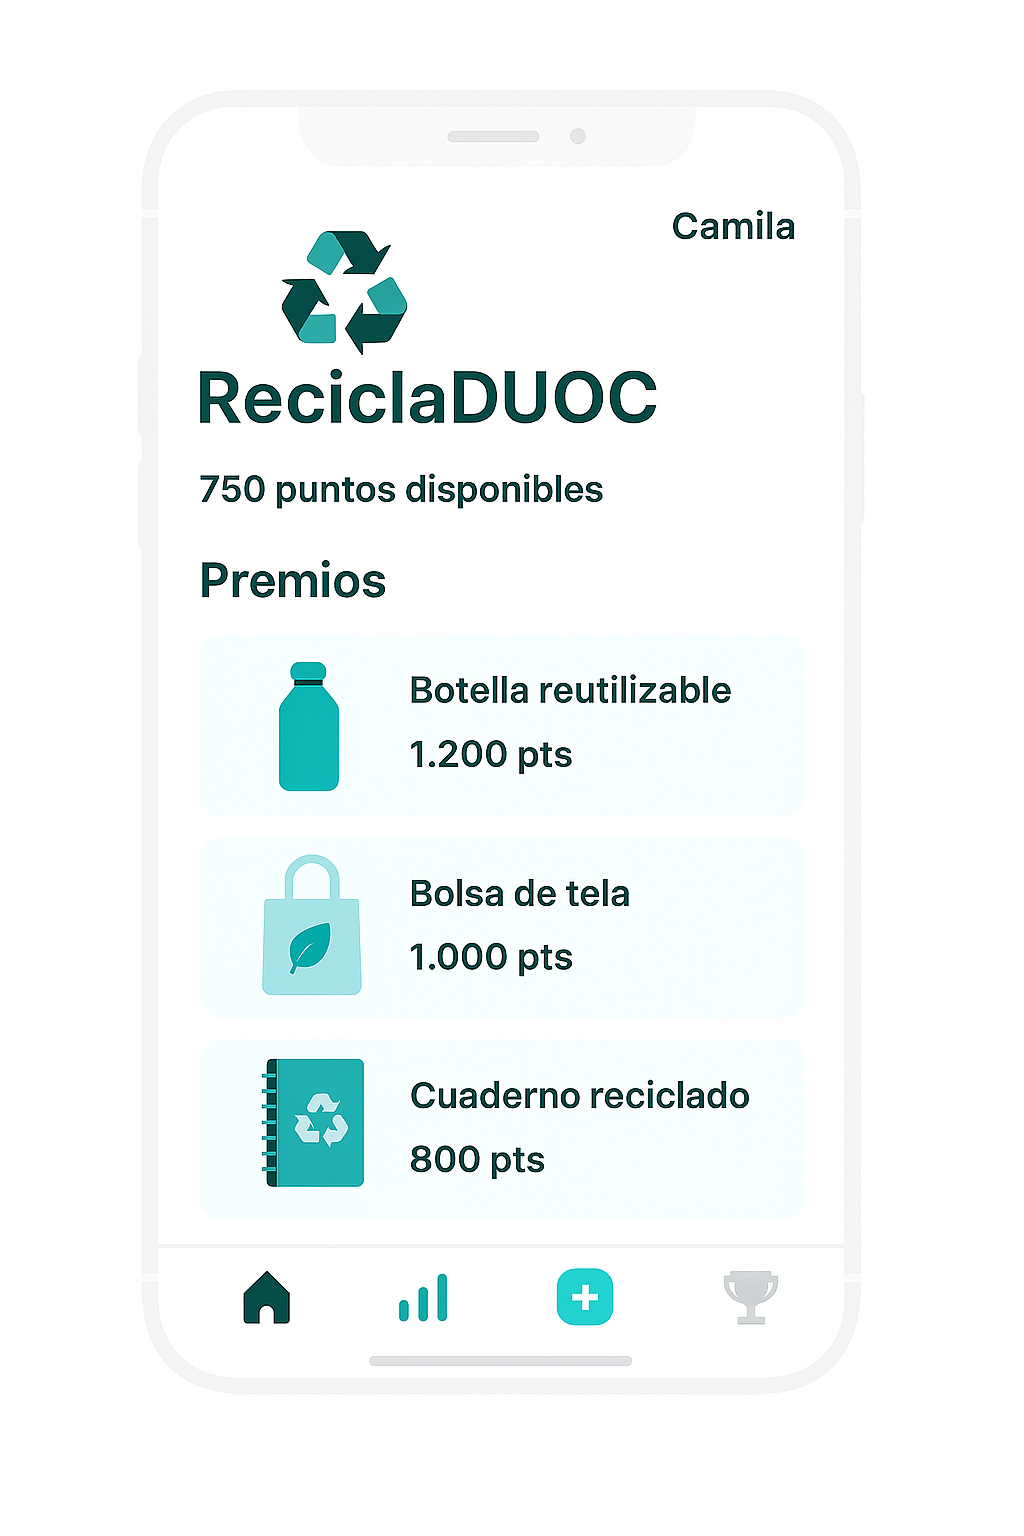 Camila
ReciclaDUOC
750 puntos disponibles
Premios
Botella reutilizable
1.200 pts
Bolsa de tela
1.000 pts
Cuaderno reciclado
800 pts